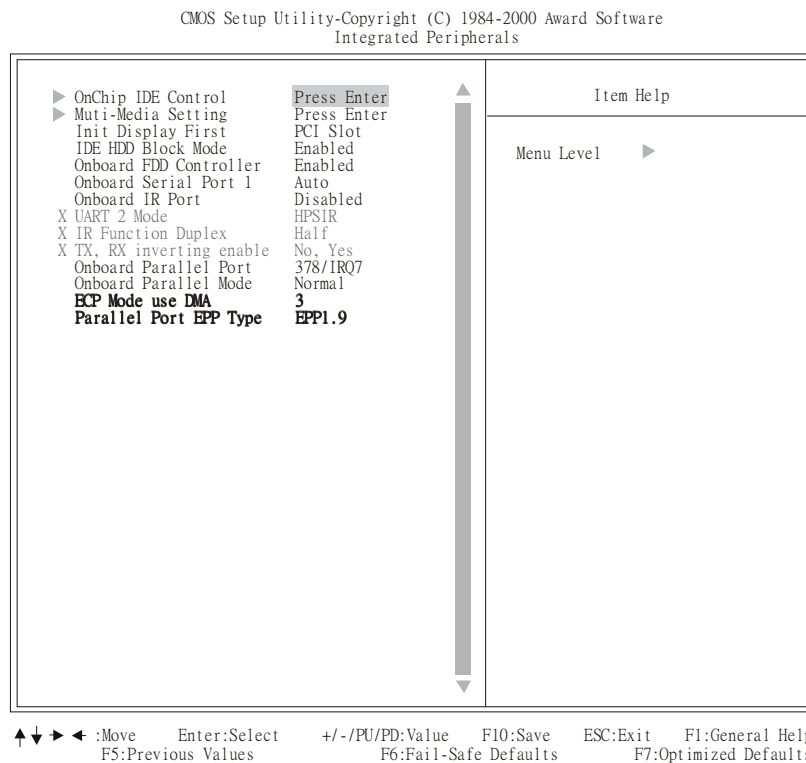 CMOS Setup Utility-Copyright (C) 1984-2000 Award Software
Integrated Peripherals
OnChip IDE Control Press Enter
Muti-Media Setting Press Enter
Init Display First PCI Slot
IDE HDD Block Mode Enabled
Onboard FDD Controller Enabled
Onboard Serial Port 1 Auto
Onboard IR Port Disabled
X UART 2 Mode HPSIR
X IR Function Duplex Half
X TX, RX inverting enable No, Yes
Onboard Parallel Port 378/IRQ7
Onboard Parallel Mode Normal
ECP Mode use DMA 3
Parallel Port EPP Type EPP1.9
Item Help
Menu Level
:Move Enter:Select +/-/PU/PD:Value F10:Save ESC:Exit F1:General Help
F5:Previous Values F6:Fail-Safe Defaults F7:Optimized Defaults